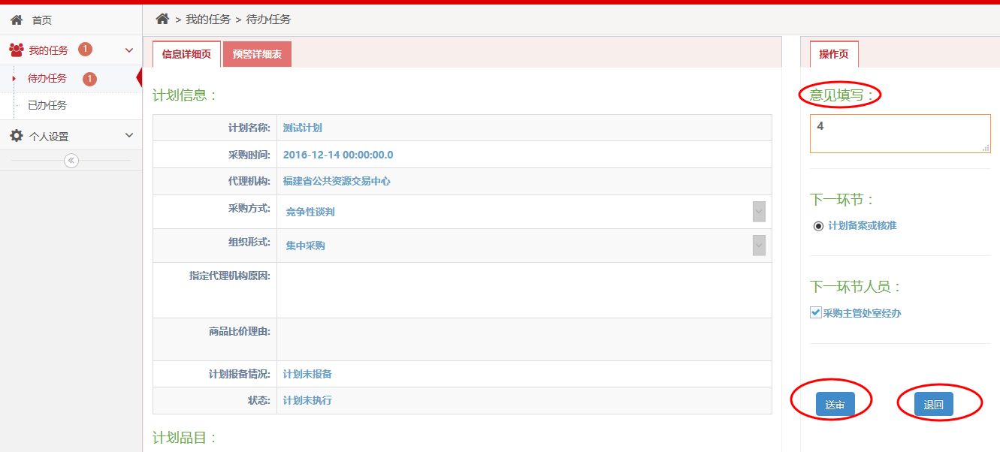 首页
我的任务 1
待办任务 1
已办任务
个人设置
> 我的任务 > 待办任务
信息详细页 预警详细表
计划信息：
计划名称: 测试计划
采购时间: 2016-12-14 00:00:00.0
代理机构: 福建省公共资源交易中心
采购方式: 竞争性谈判
组织形式: 集中采购
指定代理机构原因:
商品比价理由:
计划报备情况: 计划未报备
状态: 计划未执行
计划品目：
操作页
意见填写：
4
下一环节：
计划备案或核准
下一环节人员：
采购主管处室经办
送审 退回